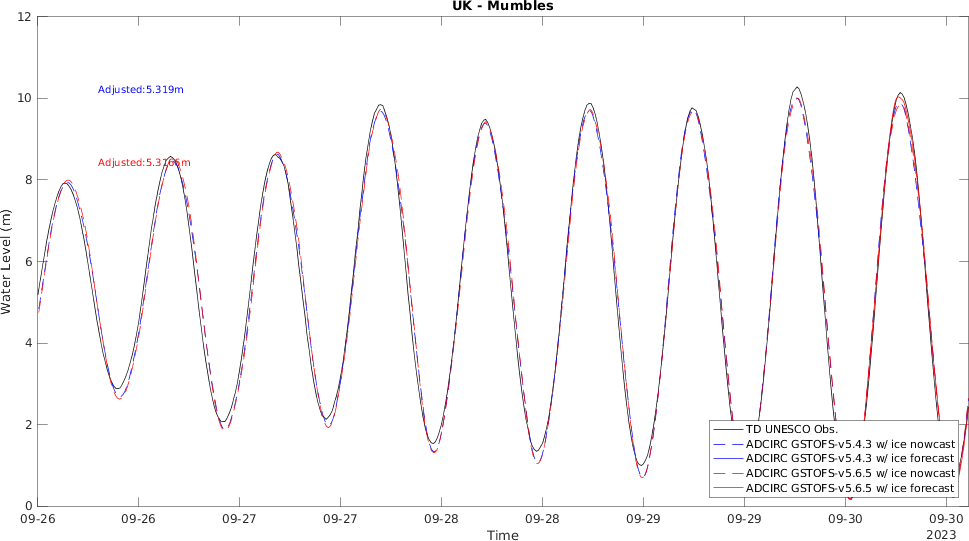 UK - Mumbles
12
10
8
6
4
2
0
Water Level (m)
Adjusted:5.319m
Adjusted:5.3166m
TD UNESCO Obs.
ADCIRC GSTOFS-v5.4.3 w/ ice nowcast
ADCIRC GSTOFS-v5.4.3 w/ ice forecast
ADCIRC GSTOFS-v5.6.5 w/ ice nowcast
ADCIRC GSTOFS-v5.6.5 w/ ice forecast
09-26 09-26 09-27 09-27 09-28 09-28 09-29 09-29 09-30 09-30
Time
2023